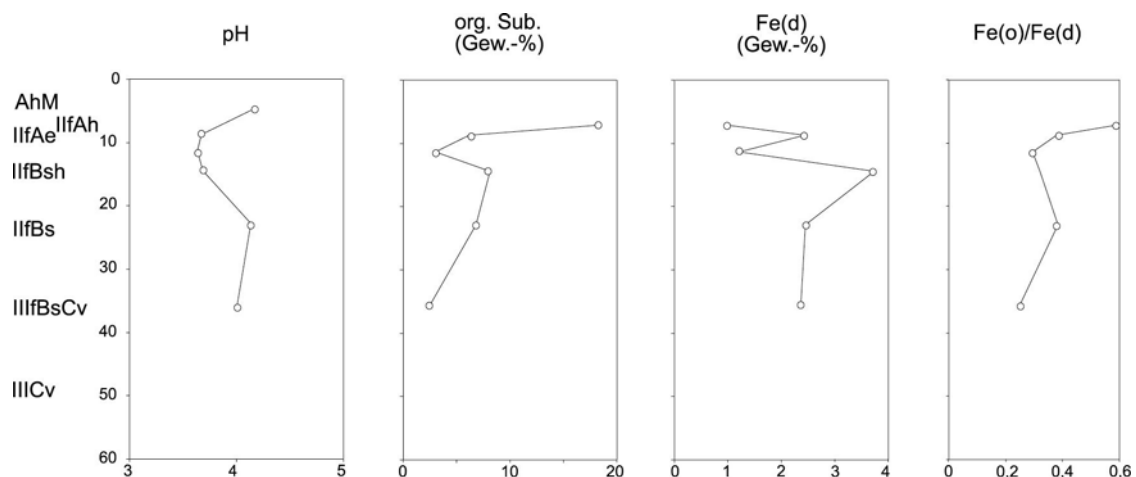 pH
org. Sub.
(Gew.-%)
Fe(d)
(Gew.-%)
Fe(o)/Fe(d)
AhM
IIfAh
IIfAe
IIfBsh
IIfBs
IIIfBsCv
IIICv
0
10
20
30
40
50
60
3 4 5
0 10 20
0 1 2 3 4
0 0.2 0.4 0.6